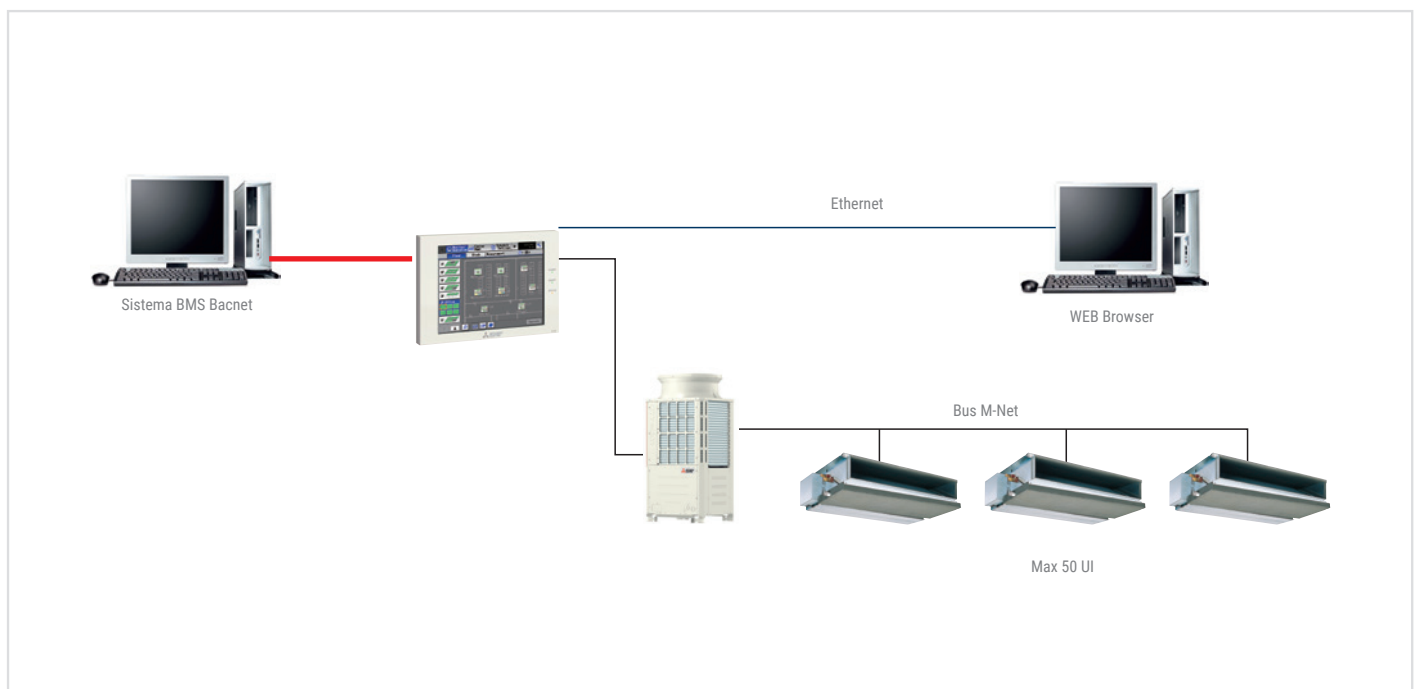 Ethernet
Sistema BMS Bacnet
WEB Browser
Bus M-Net
Max 50 UI